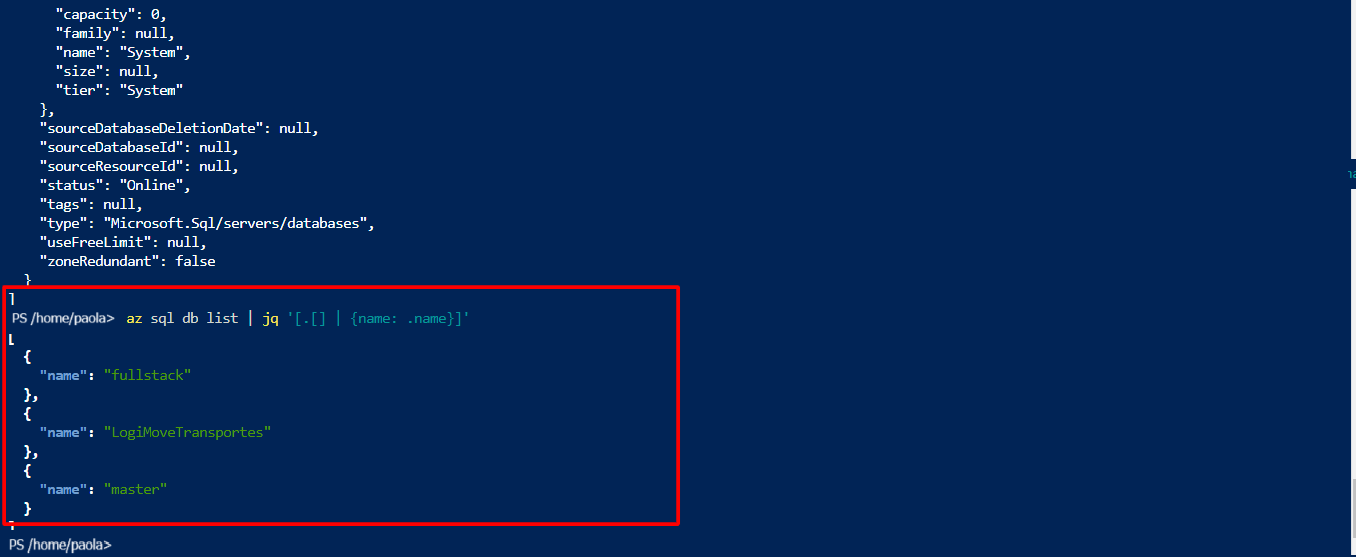 "capacity": 0,
"family": null,
"name": "System",
"size": null,
"tier": "System"
},
"sourceDatabaseDeletionDate": null,
"sourceDatabaseId": null,
"sourceResourceId": null,
"status": "Online",
"tags": null,
"type": "Microsoft.Sql/servers/databases",
"useFreeLimit": null,
"zoneRedundant": false
}
]
PS /home/paola> az sql db list | jq '[.[] | {name: .name}]'
[
{
"name": "fullstack"
},
{
"name": "LogiMoveTransportes"
},
{
"name": "master"
}
]
PS /home/paola>